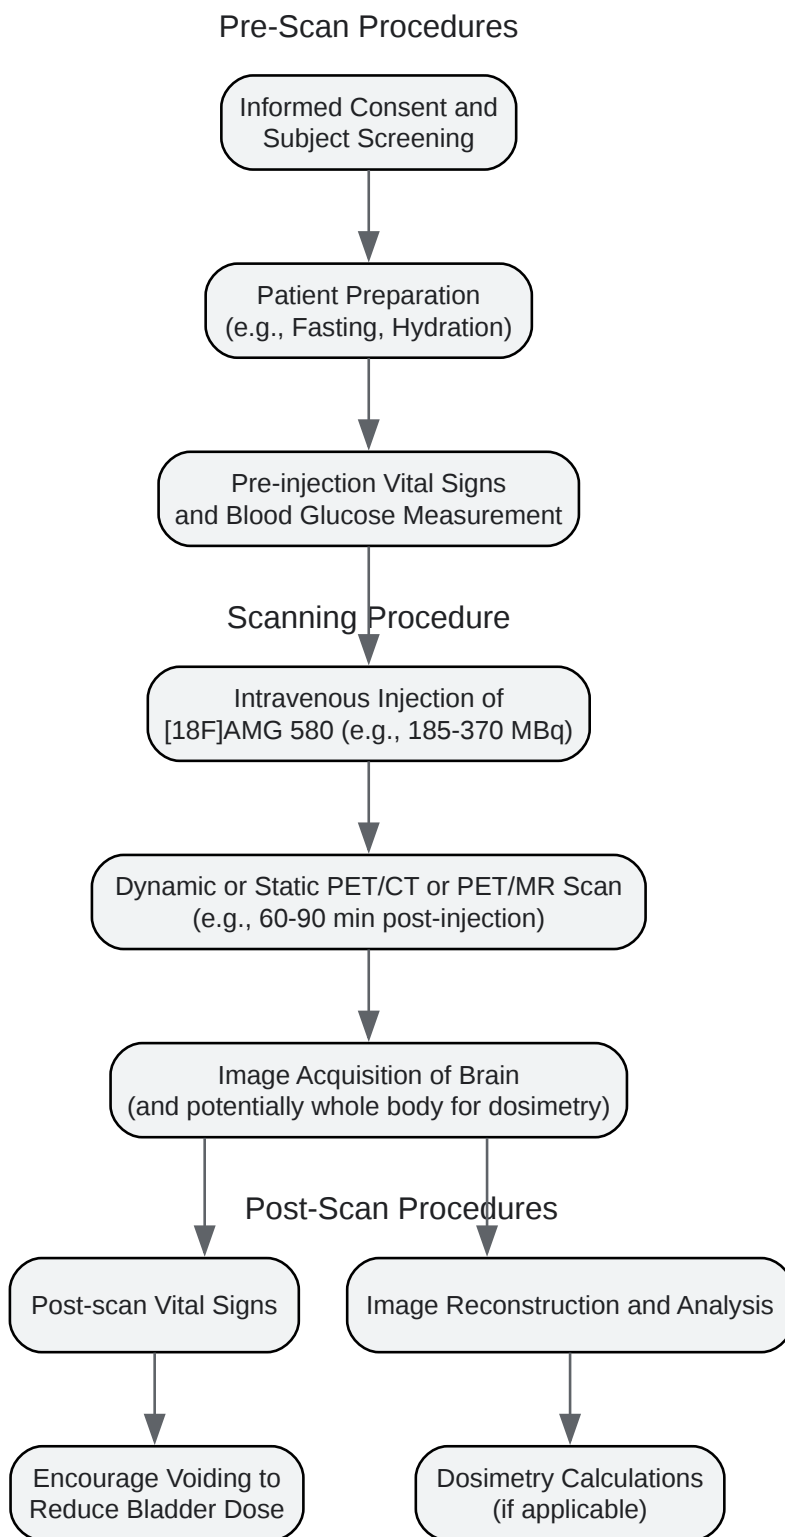 Pre-Scan Procedures
Informed Consent and
Subject Screening
Patient Preparation
(e.g., Fasting, Hydration)
Pre-injection Vital Signs
and Blood Glucose Measurement
Scanning Procedure
Intravenous Injection of
[18F]AMG 580 (e.g., 185-370 MBq)
Dynamic or Static PET/CT or PET/MR Scan
(e.g., 60-90 min post-injection)
Image Acquisition of Brain
(and potentially whole body for dosimetry)
Post-Scan Procedures
Post-scan Vital Signs
Image Reconstruction and Analysis
Encourage Voiding to
Reduce Bladder Dose
Dosimetry Calculations
(if applicable)